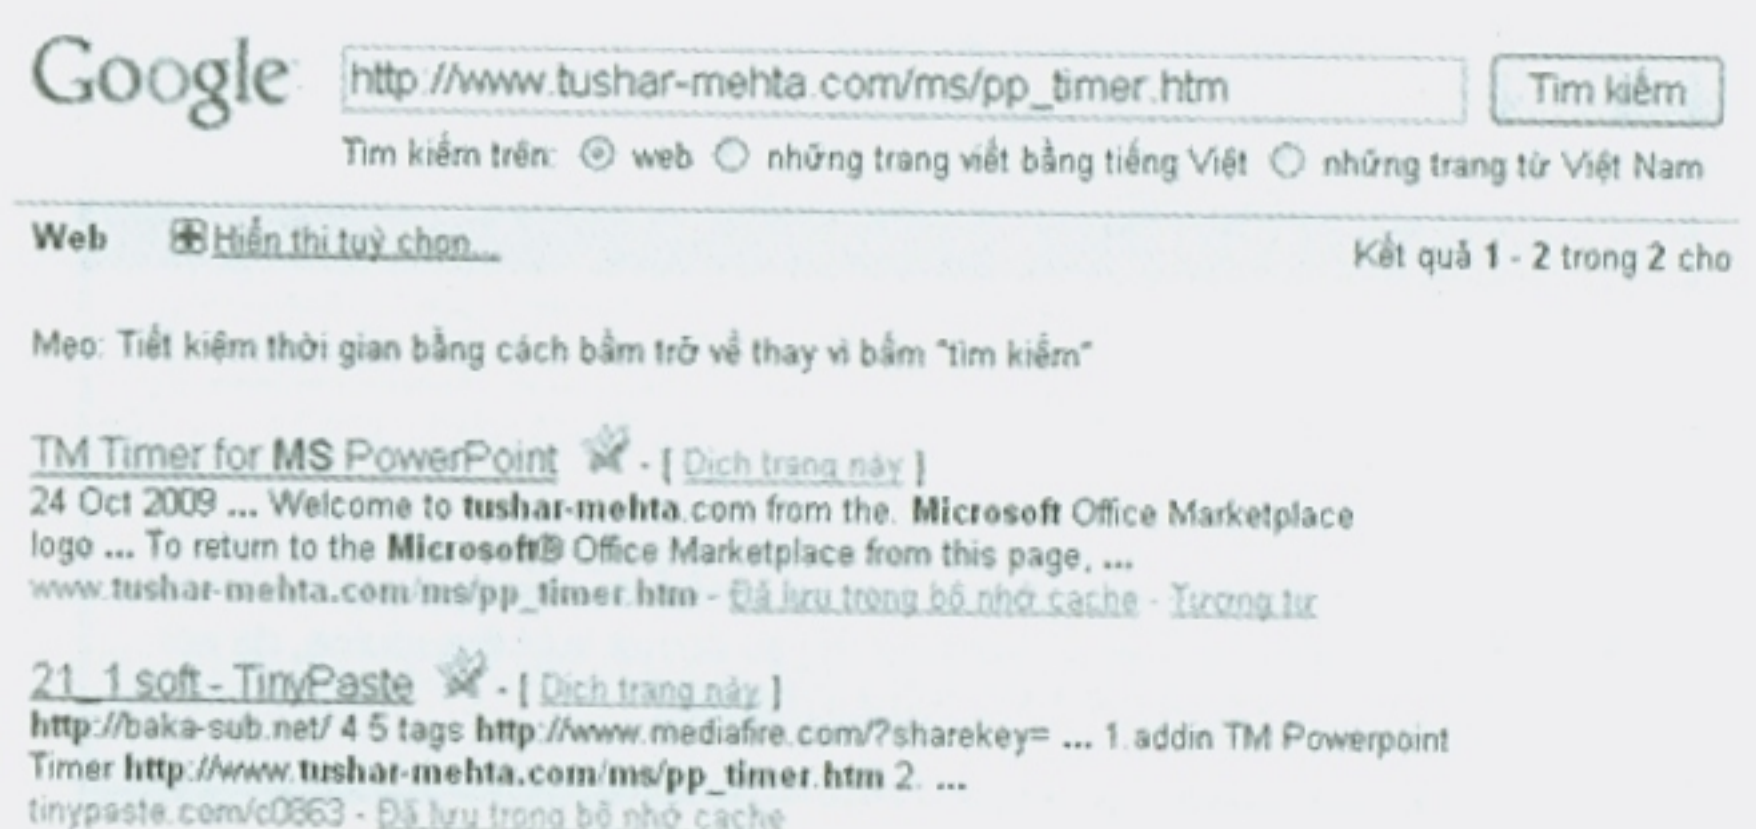 Google http://www.tushar-mehta.com/ms/pp_timer.htm Tìm kiếm
Tìm kiếm trên: web những trang viết bằng tiếng Việt những trang từ Việt Nam
Web Hiển thị tuỳ chọn... Kết quả 1 - 2 trong 2 cho
Mẹo: Tiết kiệm thời gian bằng cách bấm trở về thay vì bấm "tìm kiếm"
TM Timer for MS PowerPoint - [ Dịch trang này ]
24 Oct 2009 ... Welcome to tushar-mehta.com from the. Microsoft Office Marketplace
logo ... To return to the Microsoft® Office Marketplace from this page, ...
www.tushar-mehta.com/ms/pp_timer.htm - Đã lưu trong bộ nhớ cache - Tương tự
21_1 soft - TinyPaste - [ Dịch trang này ]
http://baka-sub.net/ 4 5 tags http://www.mediafire.com/?sharekey= ... 1.addin TM Powerpoint
Timer http://www.tushar-mehta.com/ms/pp_timer.htm 2. ...
tinypaste.com/c0863 - Đã lưu trong bộ nhớ cache